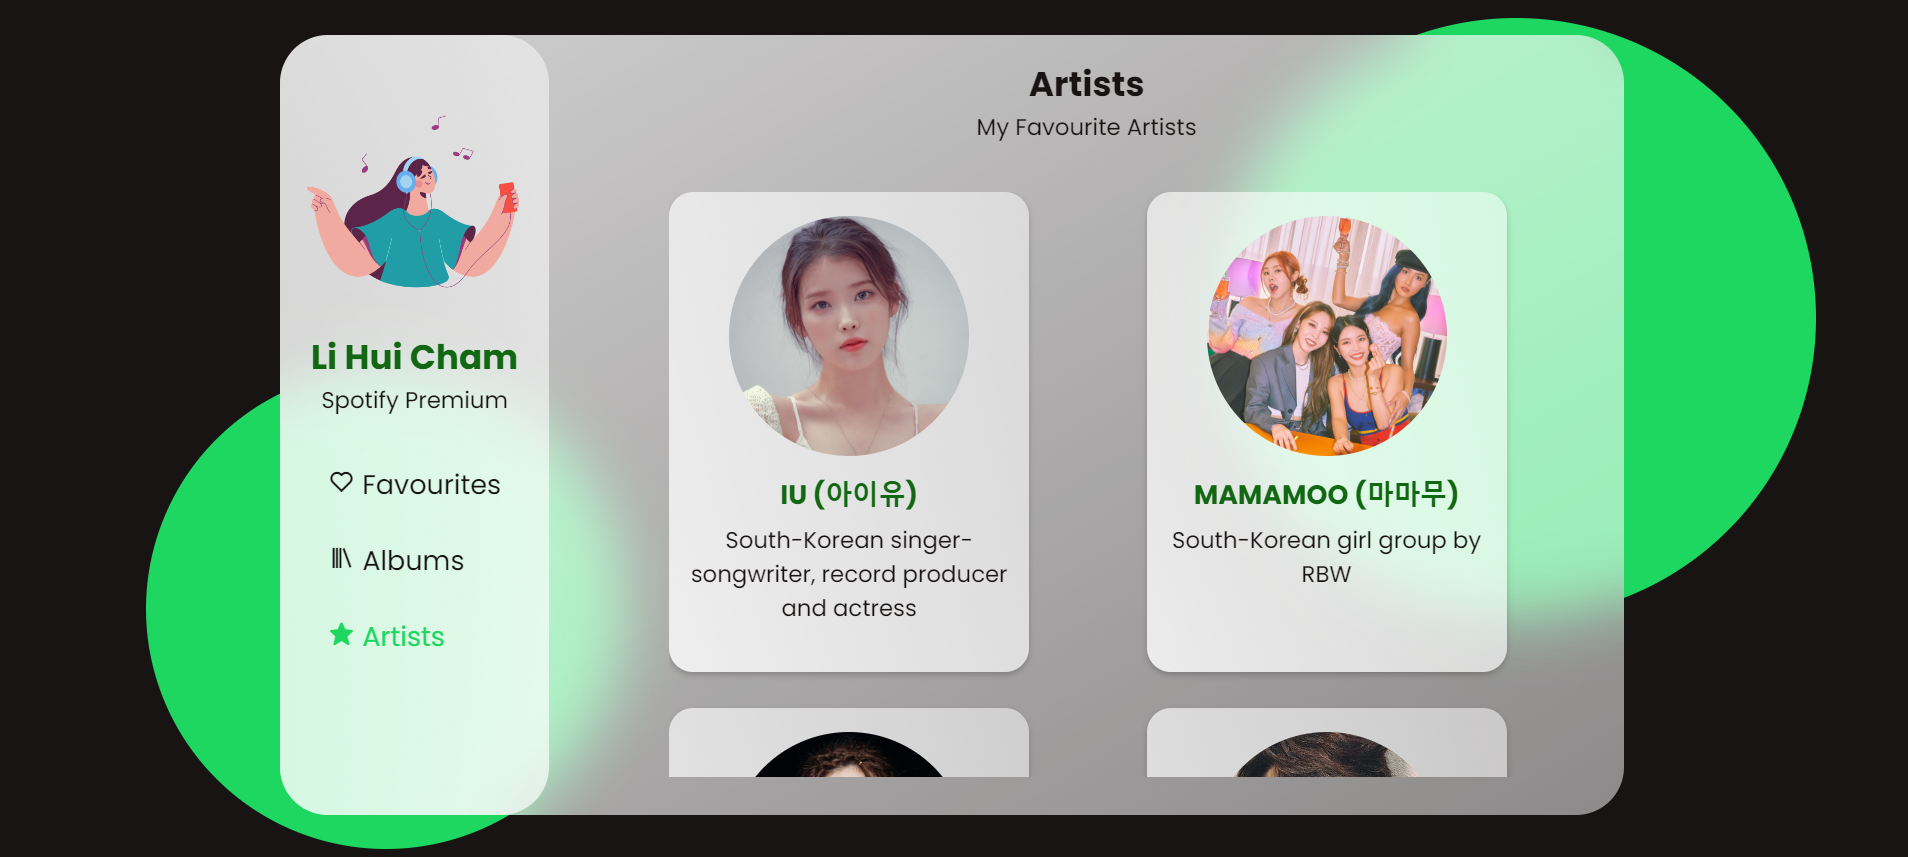 Li Hui Cham
Spotify Premium
Favourites
Albums
Artists
Artists
My Favourite Artists
IU (아이유)
South-Korean singer-
songwriter, record producer
and actress
MAMAMOO (마마무)
South-Korean girl group by
RBW